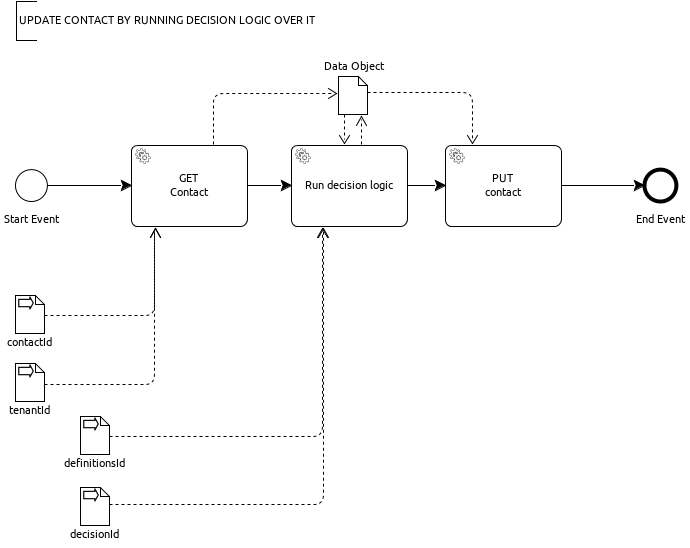 UPDATE CONTACT BY RUNNING DECISION LOGIC OVER IT
Data Object
GET
Contact
Run decision logic
PUT
contact
Start Event
End Event
contactId
tenantId
definitionsId
decisionId